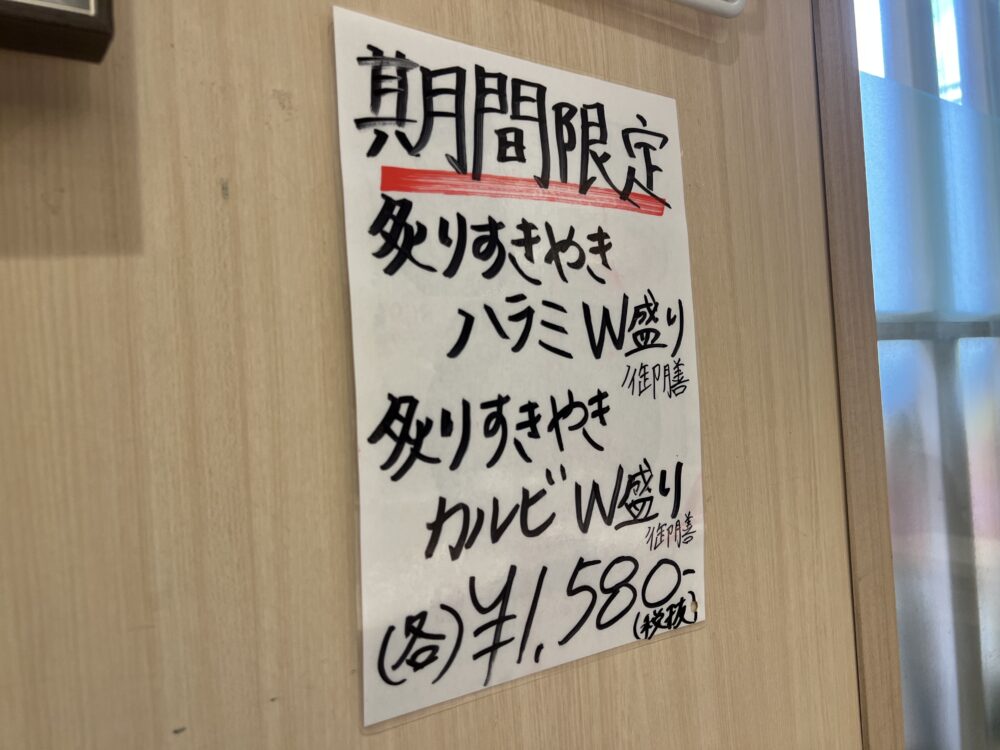 期間限定
炙りすきやき
ハラミW盛り
御膳
炙りすきやき
カルビW盛り
御膳
(各)¥1,580-
(税抜)